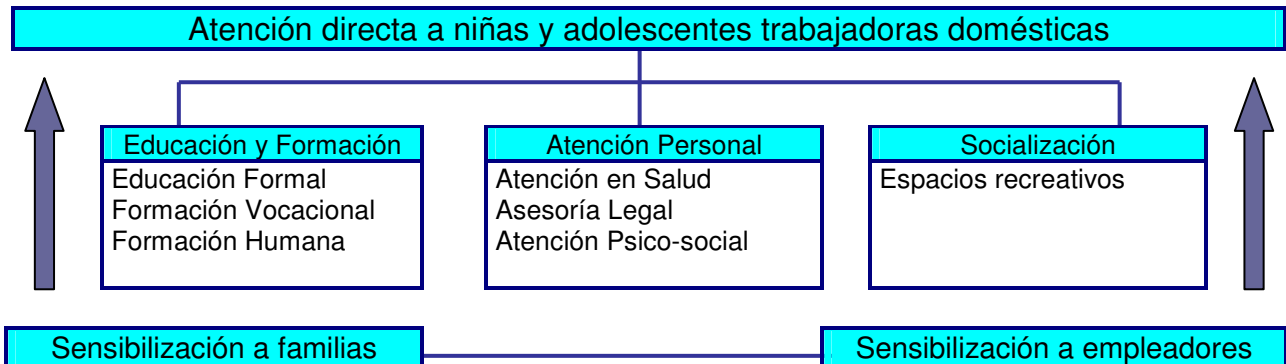 Atención directa a niñas y adolescentes trabajadoras domésticas
Educación y Formación
Educación Formal
Formación Vocacional
Formación Humana
Atención Personal
Atención en Salud
Asesoría Legal
Atención Psico-social
Socialización
Espacios recreativos
Sensibilización a familias
Sensibilización a empleadores